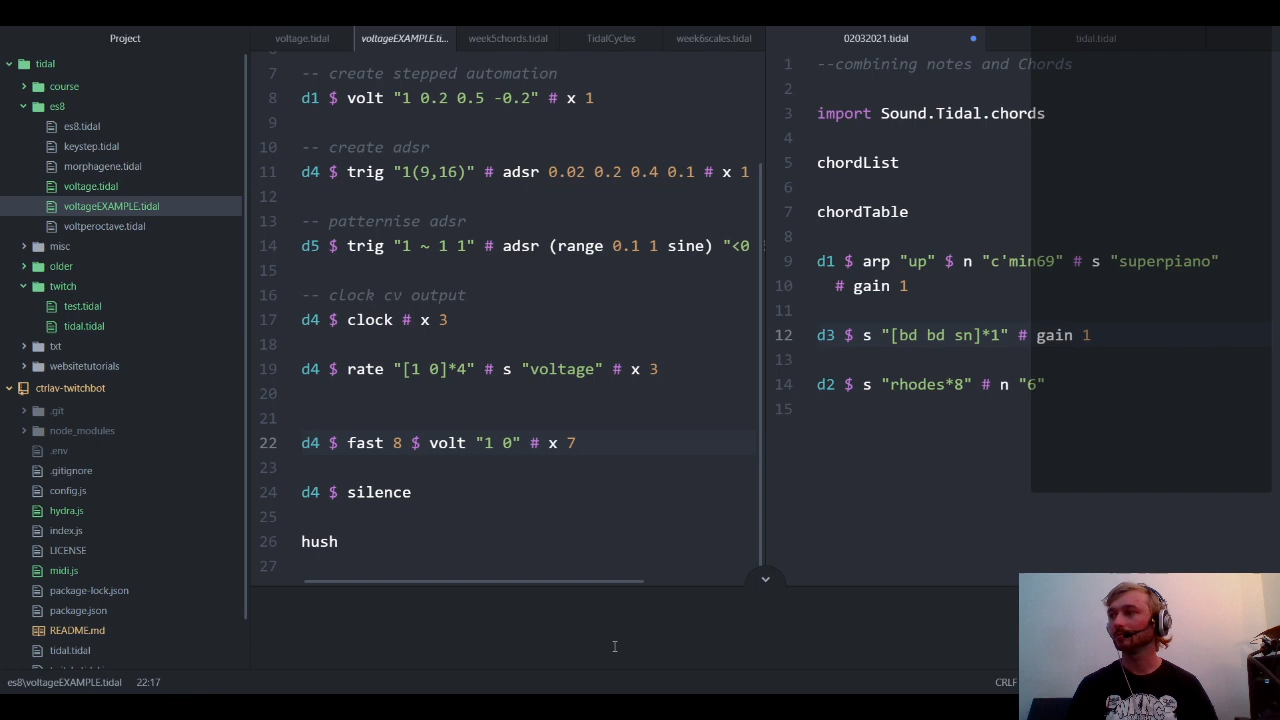 Project
tidal
course
es8
es8.tidal
keystep.tidal
morphagene.tidal
voltage.tidal
voltageEXAMPLE.tidal
voltperoctave.tidal
misc
older
twitch
test.tidal
tidal.tidal
txt
websitetutorials
ctrlav-twitchbot
.git
node_modules
.env
.gitignore
config.js
hydra.js
index.js
LICENSE
midi.js
package-lock.json
package.json
README.md
tidal.tidal
voltage.tidal
voltageEXAMPLE.ti...
week5chords.tidal
TidalCycles
week6scales.tidal
7 -- create stepped automation
8 d1 $ volt "1 0.2 0.5 -0.2" # x 1
9
10 -- create adsr
11 d4 $ trig "1(9,16)" # adsr 0.02 0.2 0.4 0.1 # x 1
12
13 -- patternise adsr
14 d5 $ trig "1 ~ 1 1" # adsr (range 0.1 1 sine) "<0
15
16 -- clock cv output
17 d4 $ clock # x 3
18
19 d4 $ rate "[1 0]*4" # s "voltage" # x 3
20
21
22 d4 $ fast 8 $ volt "1 0" # x 7
23
24 d4 $ silence
25
26 hush
27
02032021.tidal
tidal.tidal
1 --combining notes and Chords
2
3 import Sound.Tidal.chords
4
5 chordList
6
7 chordTable
8
9 d1 $ arp "up" $ n "c'min69" # s "superpiano"
10 # gain 1
11
12 d3 $ s "[bd bd sn]*1" # gain 1
13
14 d2 $ s "rhodes*8" # n "6"
15
es8\voltageEXAMPLE.tidal 22:17
CRLF